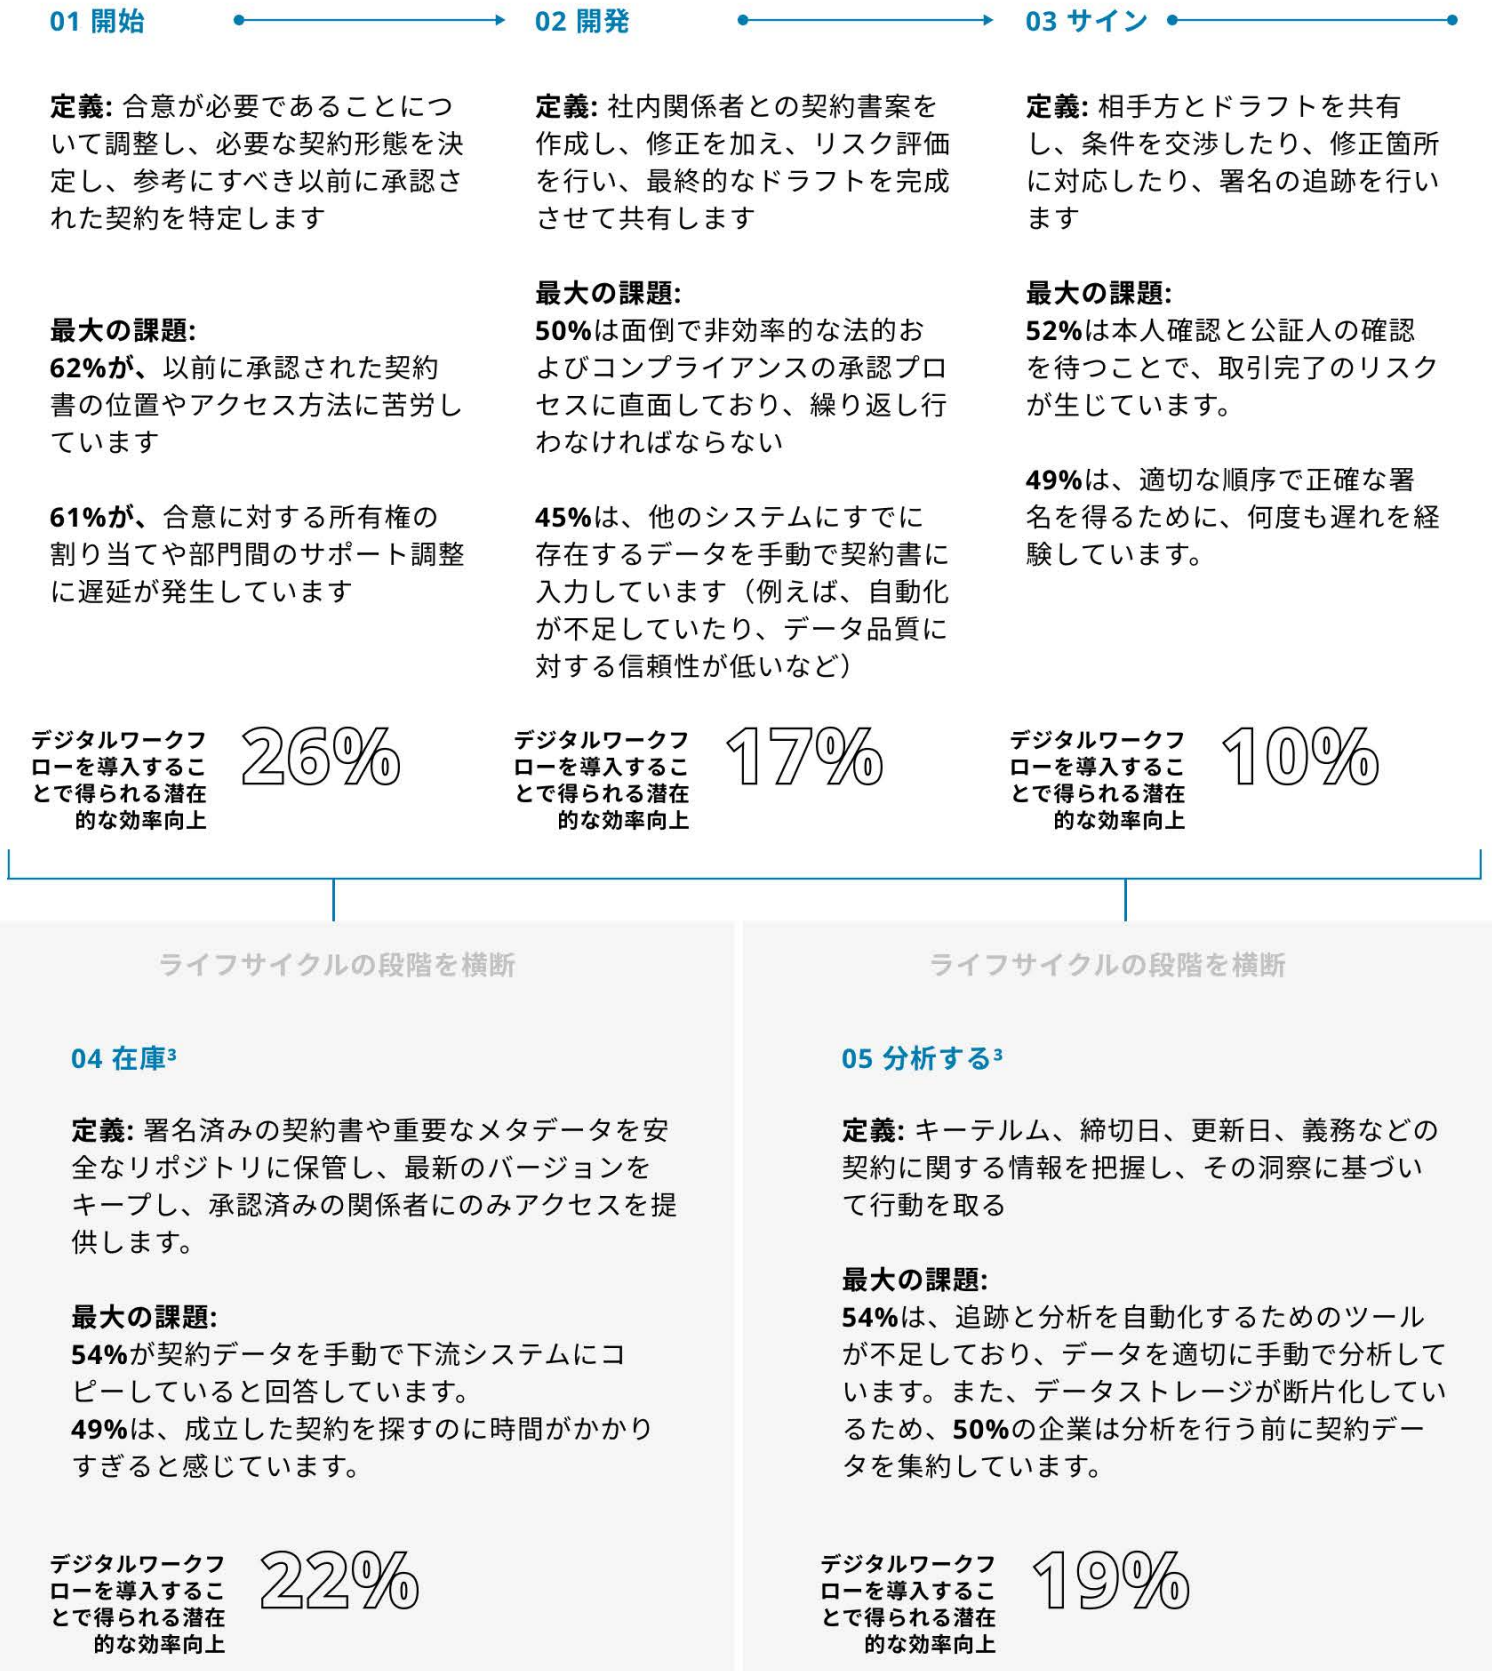 01 開始
定義: 合意が必要であることにつ
いて調整し、必要な契約形態を決
定し、参考にすべき以前に承認さ
れた契約を特定します
最大の課題:
62%が、以前に承認された契約
書の位置やアクセス方法に苦労し
ています
61%が、合意に対する所有権の
割り当てや部門間のサポート調整
に遅延が発生しています
デジタルワークフ
ローを導入するこ
とで得られる潜在
的な効率向上
26%
02 開発
定義: 社内関係者との契約書案を
作成し、修正を加え、リスク評価
を行い、最終的なドラフトを完成
させて共有します
最大の課題:
50%は面倒で非効率的な法的お
よびコンプライアンスの承認プロ
セスに直面しており、繰り返し行
わなければならない
45%は、他のシステムにすでに
存在するデータを手動で契約書に
入力しています（例えば、自動化
が不足していたり、データ品質に
対する信頼性が低いなど）
デジタルワークフ
ローを導入するこ
とで得られる潜在
的な効率向上
17%
03 サイン
定義: 相手方とドラフトを共有
し、条件を交渉したり、修正箇所
に対応したり、署名の追跡を行い
ます
最大の課題:
52%は本人確認と公証人の確認
を待つことで、取引完了のリスク
が生じています。
49%は、適切な順序で正確な署
名を得るために、何度も遅れを経
験しています。
デジタルワークフ
ローを導入するこ
とで得られる潜在
的な効率向上
10%
ライフサイクルの段階を横断
04 在庫³
定義: 署名済みの契約書や重要なメタデータを安
全なリポジトリに保管し、最新のバージョンを
キープし、承認済みの関係者にのみアクセスを提
供します。
最大の課題:
54%が契約データを手動で下流システムにコ
ピーしていると回答しています。
49%は、成立した契約を探すのに時間がかかり
すぎると感じています。
デジタルワークフ
ローを導入するこ
とで得られる潜在
的な効率向上
22%
ライフサイクルの段階を横断
05 分析する³
定義: キーテルム、締切日、更新日、義務などの
契約に関する情報を把握し、その洞察に基づい
て行動を取る
最大の課題:
54%は、追跡と分析を自動化するためのツール
が不足しており、データを適切に手動で分析して
います。また、データストレージが断片化してい
るため、50%の企業は分析を行う前に契約デー
タを集約しています。
デジタルワークフ
ローを導入するこ
とで得られる潜在
的な効率向上
19%